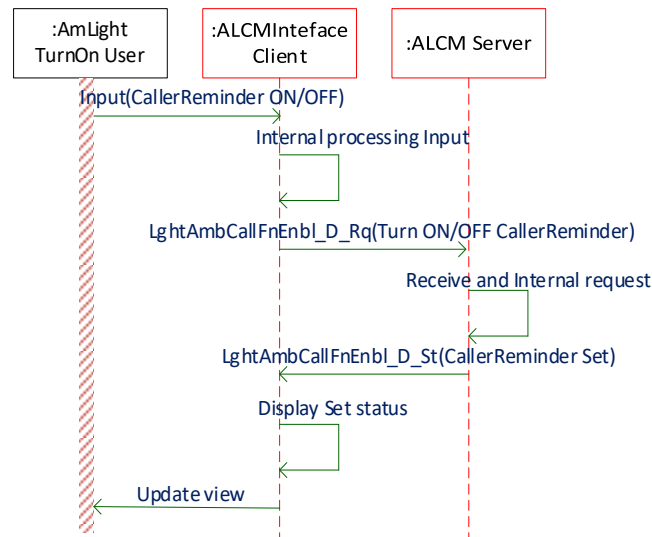 :AmLight
TurnOn User
:ALCMInteface
Client
:ALCM Server
Input(CallerReminder ON/OFF)
Internal processing Input
LghtAmbCallFnEnbl_D_Rq(Turn ON/OFF CallerReminder)
Receive and Internal request
LghtAmbCallFnEnbl_D_St(CallerReminder Set)
Display Set status
Update view